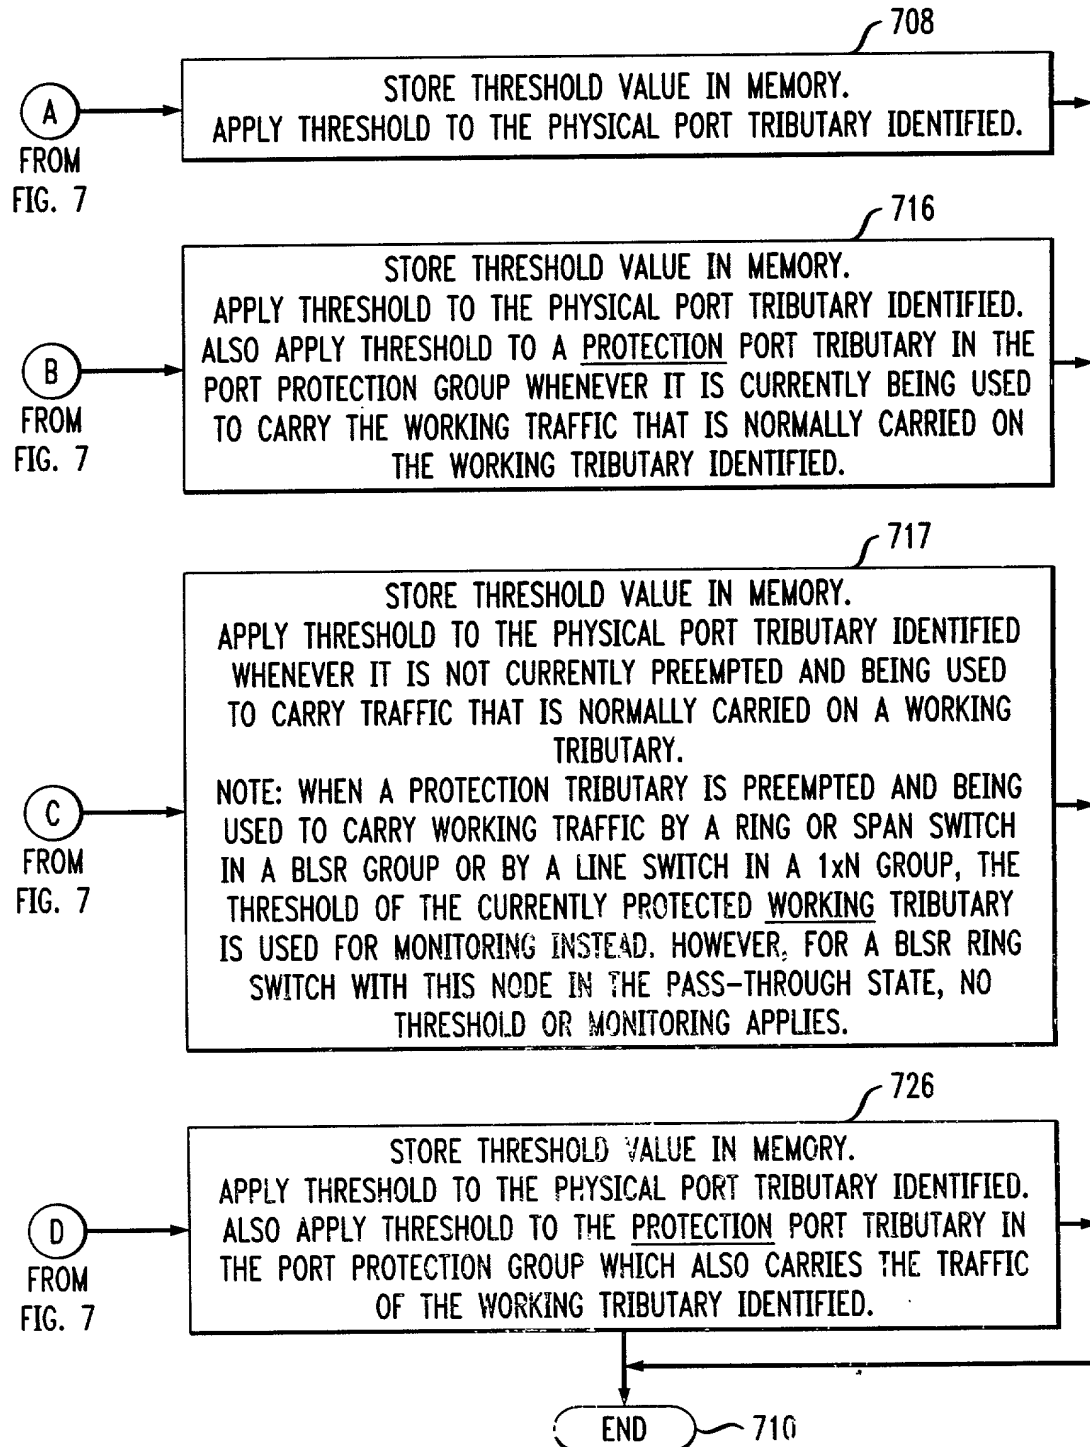 708
STORE THRESHOLD VALUE IN MEMORY.
APPLY THRESHOLD TO THE PHYSICAL PORT TRIBUTARY IDENTIFIED.
A
FROM
FIG. 7
716
STORE THRESHOLD VALUE IN MEMORY.
APPLY THRESHOLD TO THE PHYSICAL PORT TRIBUTARY IDENTIFIED.
ALSO APPLY THRESHOLD TO A PROTECTION PORT TRIBUTARY IN THE
PORT PROTECTION GROUP WHENEVER IT IS CURRENTLY BEING USED
TO CARRY THE WORKING TRAFFIC THAT IS NORMALLY CARRIED ON
THE WORKING TRIBUTARY IDENTIFIED.
B
FROM
FIG. 7
717
STORE THRESHOLD VALUE IN MEMORY.
APPLY THRESHOLD TO THE PHYSICAL PORT TRIBUTARY IDENTIFIED
WHENEVER IT IS NOT CURRENTLY PREEMPTED AND BEING USED
TO CARRY TRAFFIC THAT IS NORMALLY CARRIED ON A WORKING
TRIBUTARY.
NOTE: WHEN A PROTECTION TRIBUTARY IS PREEMPTED AND BEING
USED TO CARRY WORKING TRAFFIC BY A RING OR SPAN SWITCH
IN A BLSR GROUP OR BY A LINE SWITCH IN A 1xN GROUP, THE
THRESHOLD OF THE CURRENTLY PROTECTED WORKING TRIBUTARY
IS USED FOR MONITORING INSTEAD. HOWEVER, FOR A BLSR RING
SWITCH WITH THIS NODE IN THE PASS-THROUGH STATE, NO
THRESHOLD OR MONITORING APPLIES.
C
FROM
FIG. 7
726
STORE THRESHOLD VALUE IN MEMORY.
APPLY THRESHOLD TO THE PHYSICAL PORT TRIBUTARY IDENTIFIED.
ALSO APPLY THRESHOLD TO THE PROTECTION PORT TRIBUTARY IN
THE PORT PROTECTION GROUP WHICH ALSO CARRIES THE TRAFFIC
OF THE WORKING TRIBUTARY IDENTIFIED.
D
FROM
FIG. 7
END
710